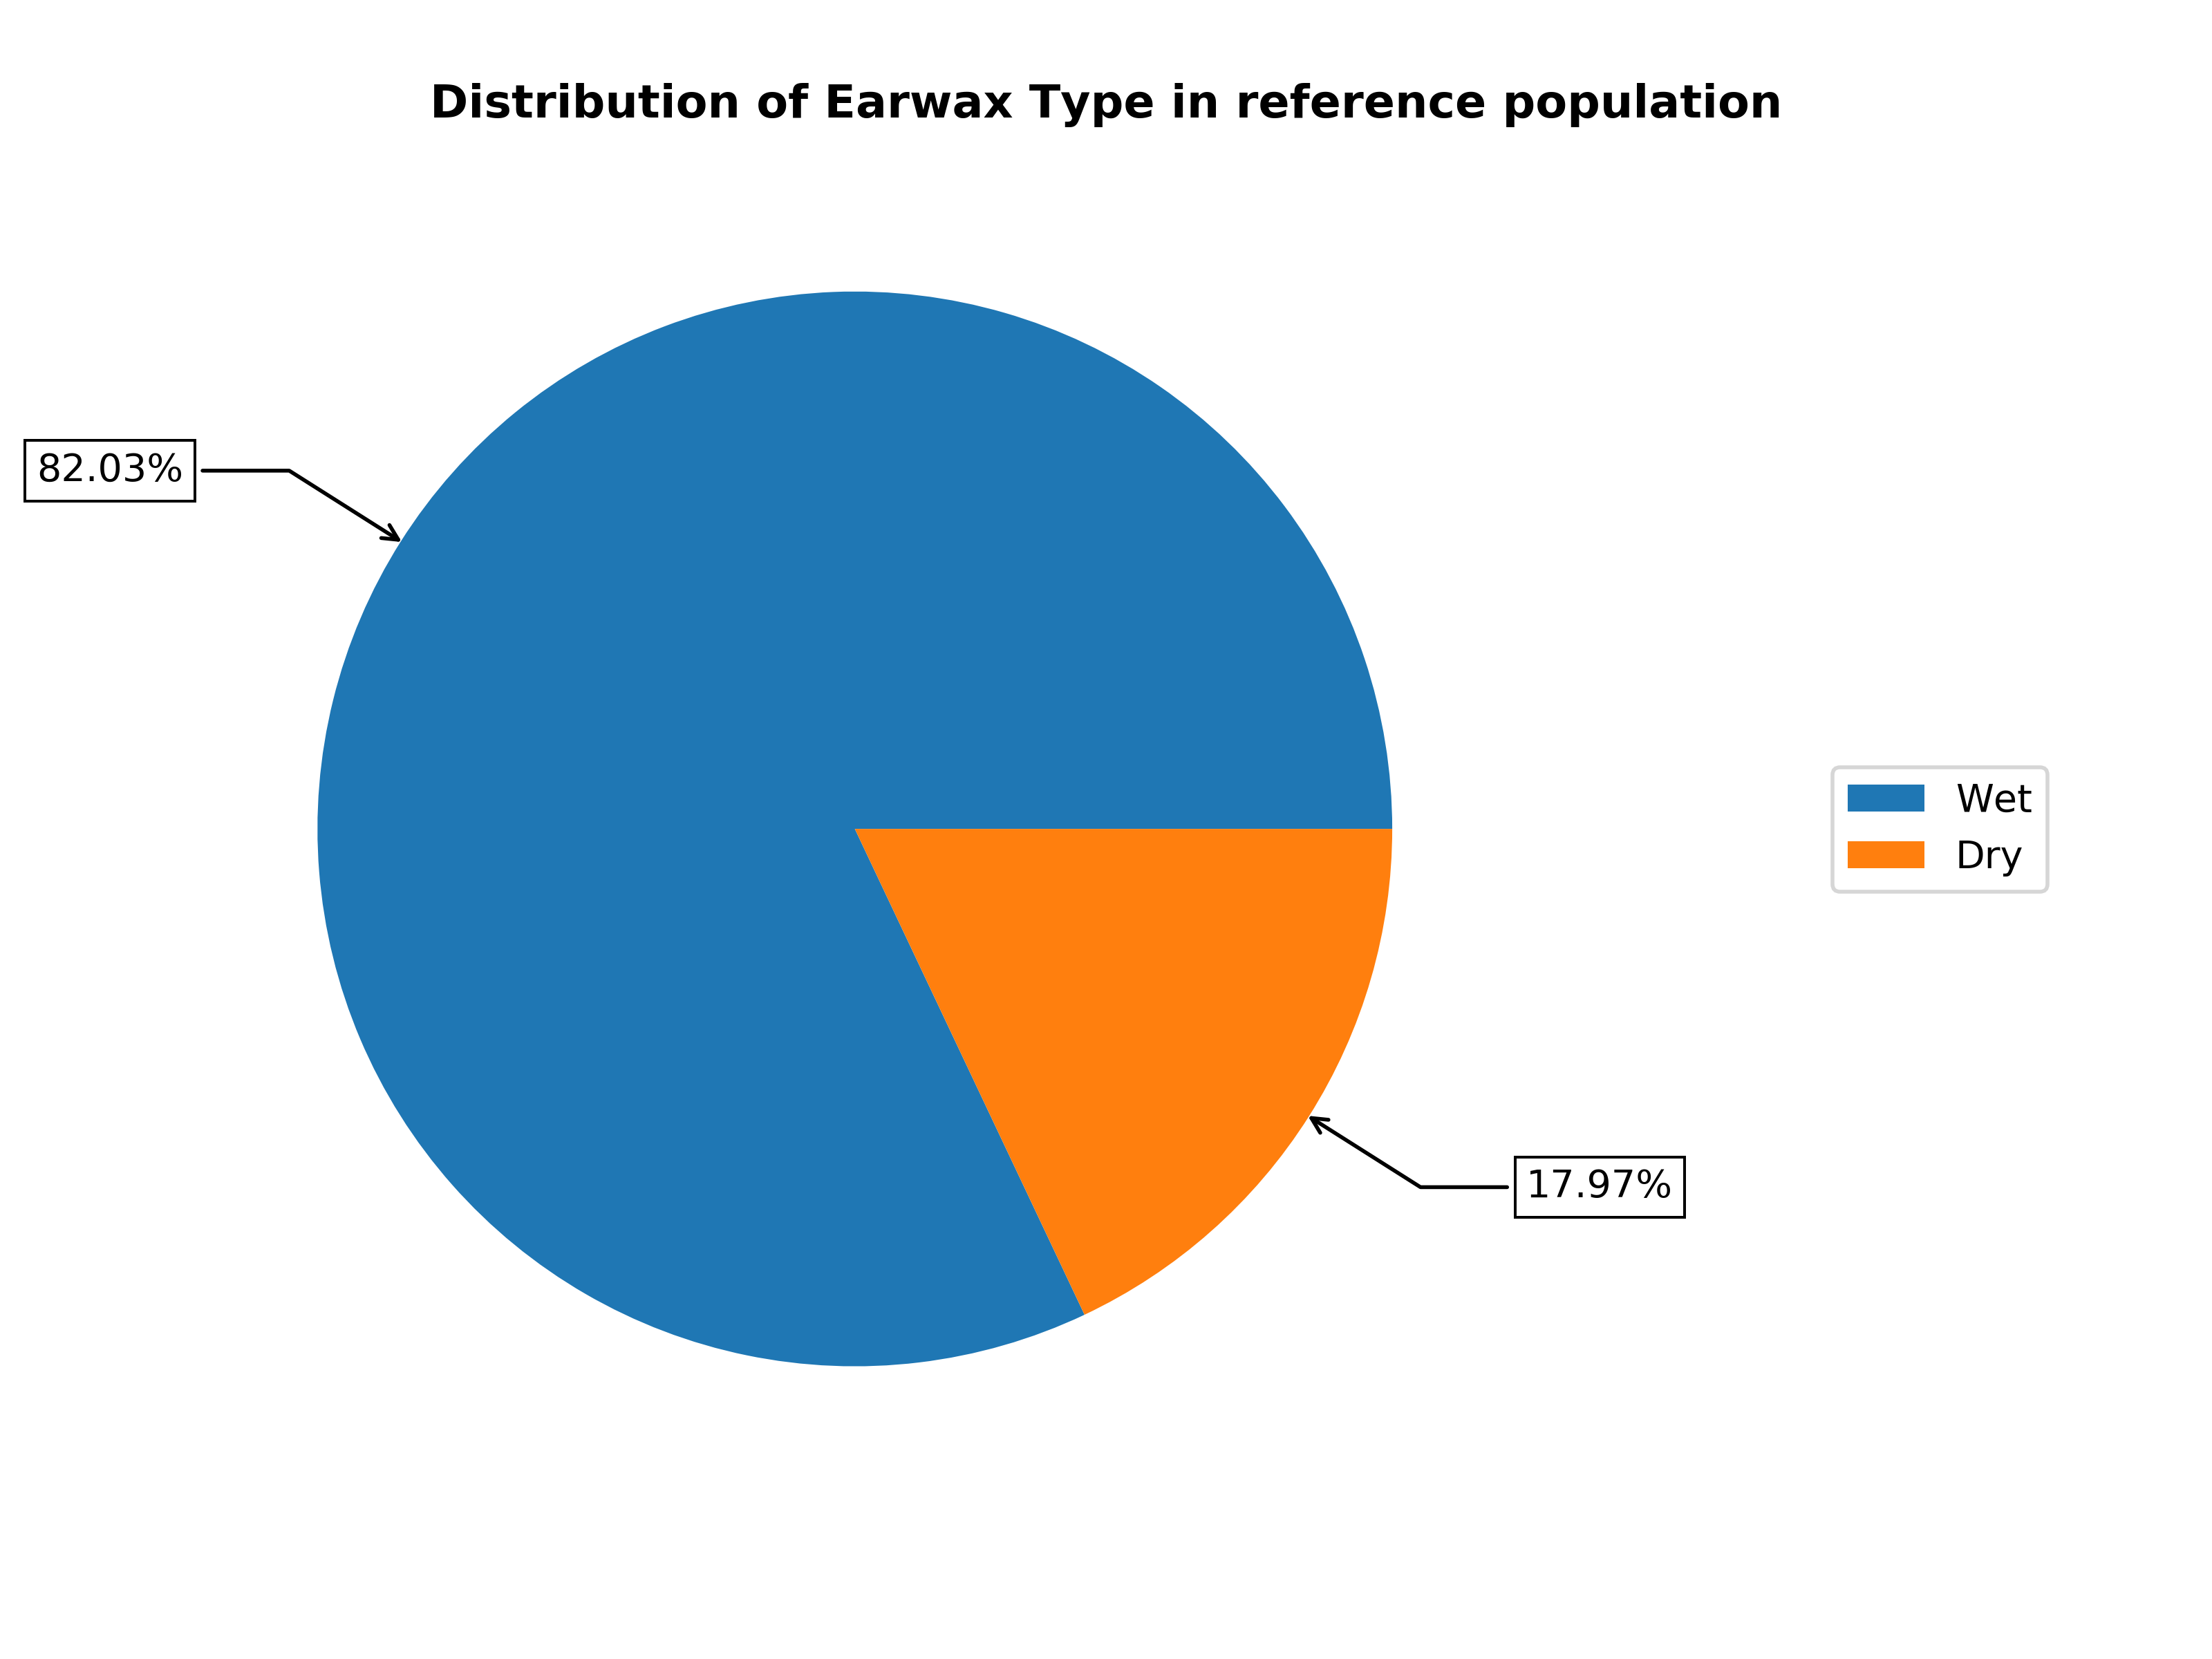 Distribution of Earwax Type in reference population
82.03%
Wet
Dry
17.97%